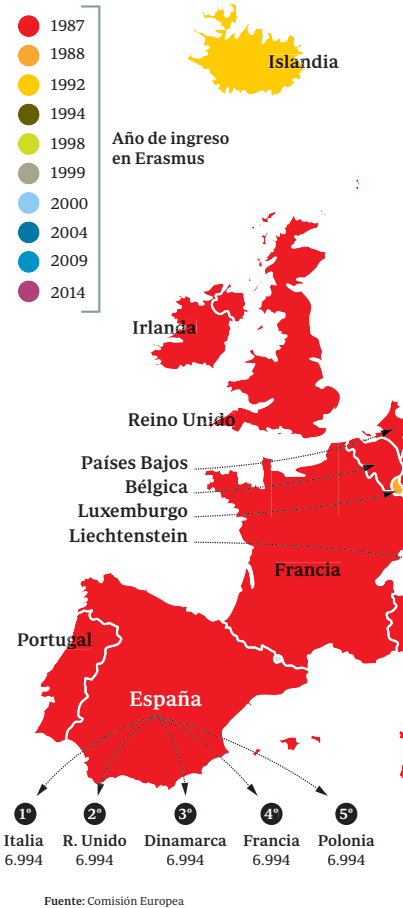 1987
1988
1992
1994
1998
1999
2000
2004
2009
2014
Año de ingreso
en Erasmus
Islandia
Irlanda
Reino Unido
Países Bajos
Bélgica
Luxemburgo
Liechtenstein
Francia
Portugal
España
1º
2º
3º
4º
5º
Italia
R. Unido
Dinamarca
Francia
Polonia
6.994
6.994
6.994
6.994
6.994
Fuente: Comisión Europea